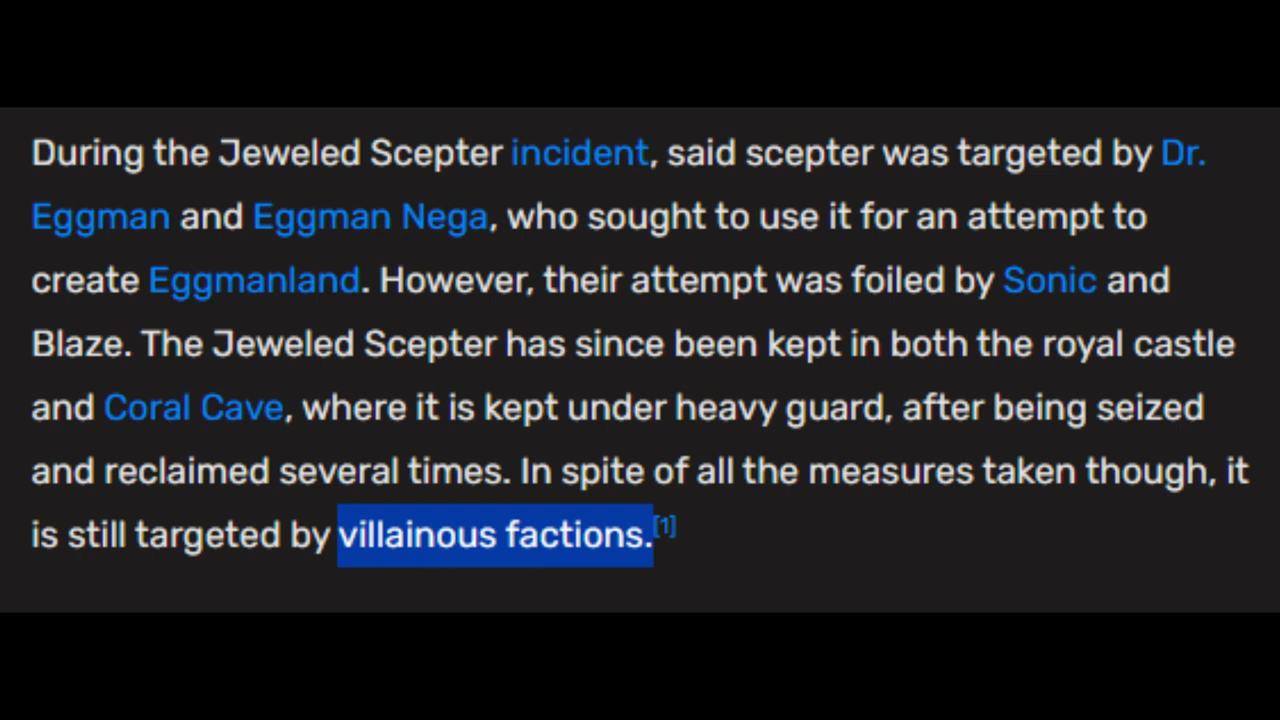 During the Jeweled Scepter incident, said scepter was targeted by Dr.
Eggman and Eggman Nega, who sought to use it for an attempt to
create Eggmanland. However, their attempt was foiled by Sonic and
Blaze. The Jeweled Scepter has since been kept in both the royal castle
and Coral Cave, where it is kept under heavy guard, after being seized
and reclaimed several times. In spite of all the measures taken though, it
is still targeted by villainous factions.[1]